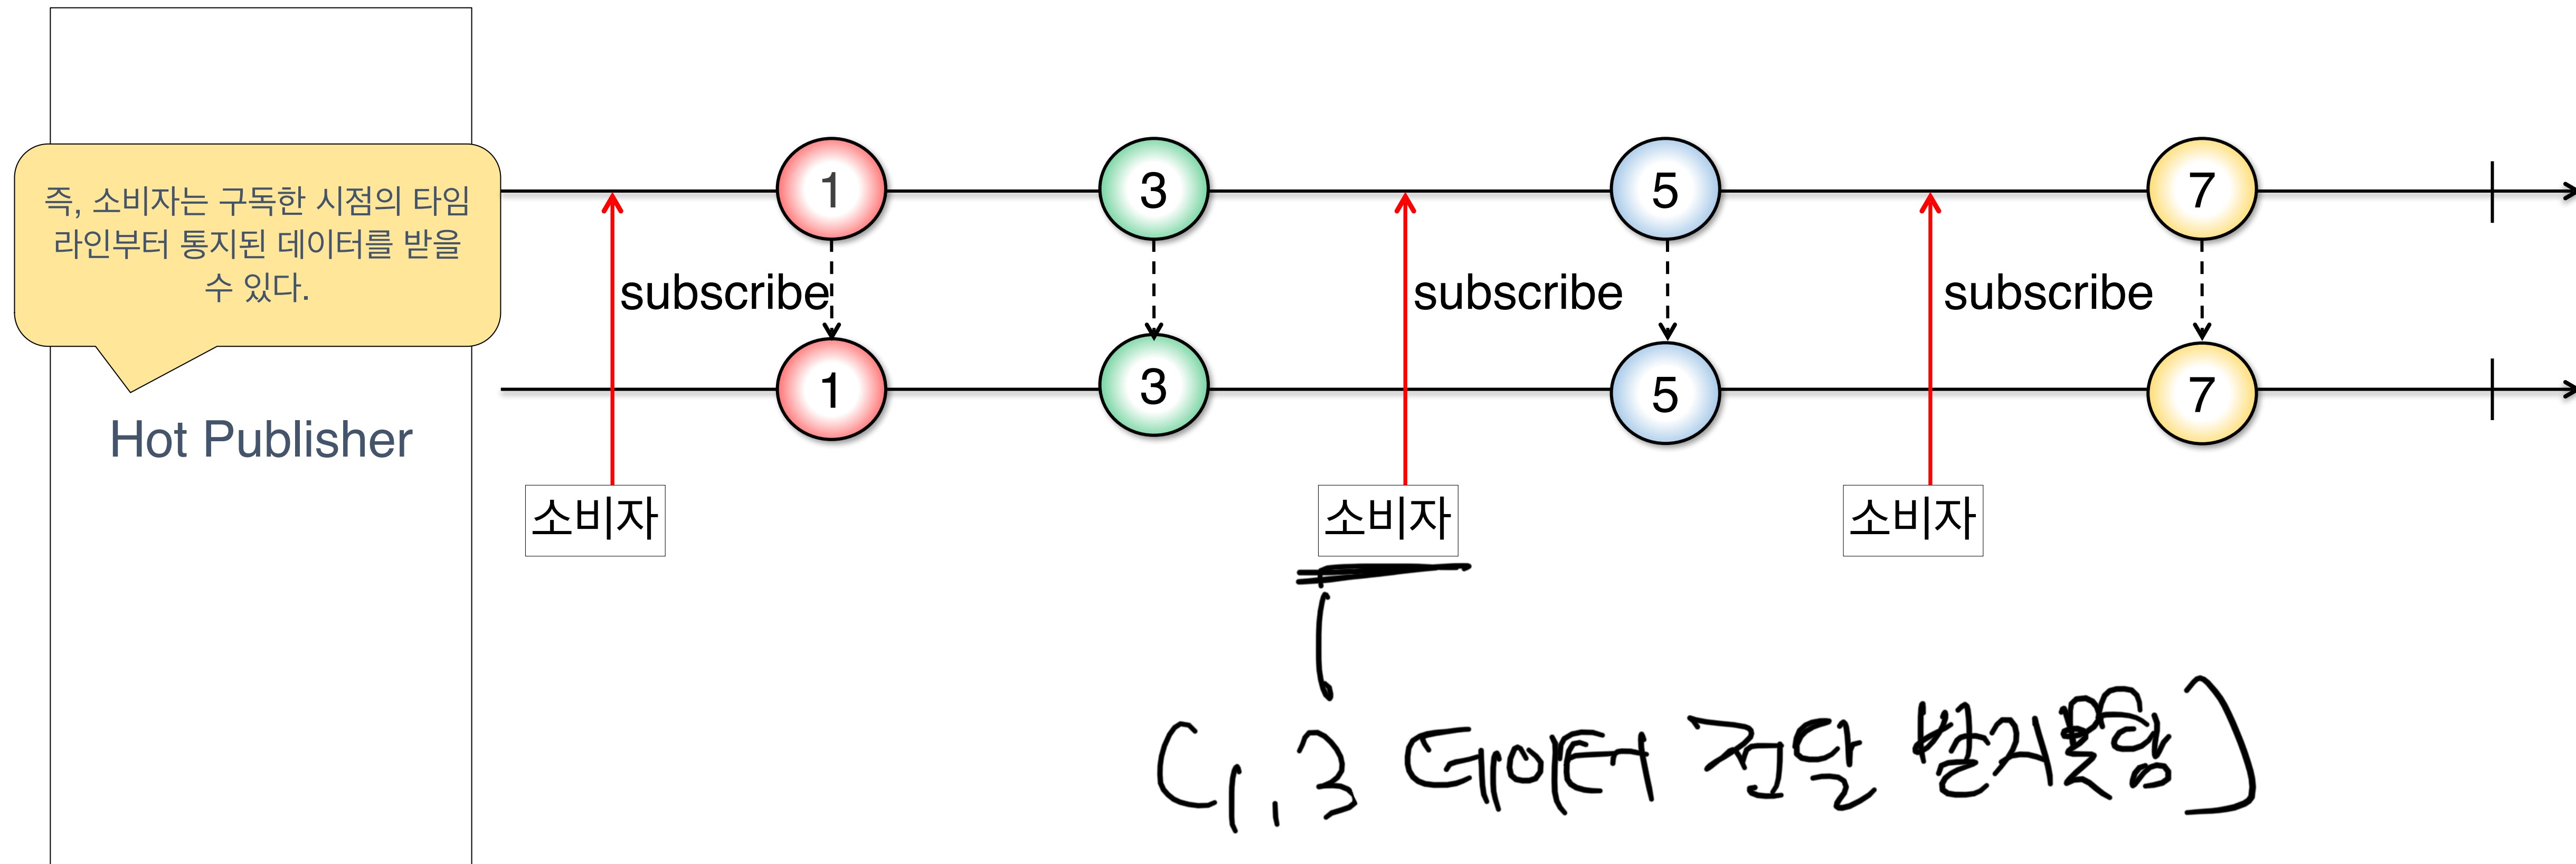 즉, 소비자는 구독한 시점의 타임
라인부터 통지된 데이터를 받을
수 있다.
Hot Publisher
1
3
5
7
subscribe
subscribe
subscribe
1
3
5
7
소비자
소비자
소비자
(1, 3 데이터 전달 받지 못함)